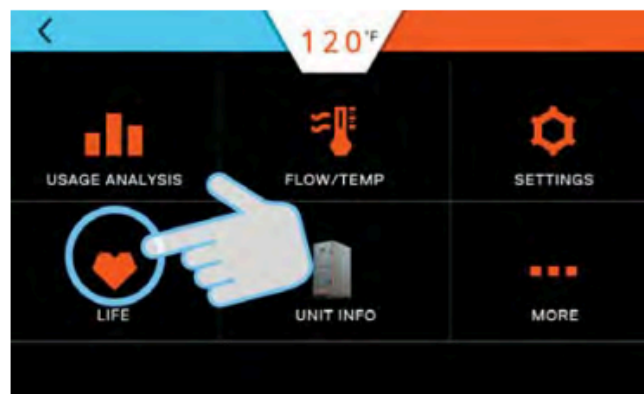 120°F
USAGE ANALYSIS
FLOW/TEMP
SETTINGS
LIFE
UNIT INFO
MORE